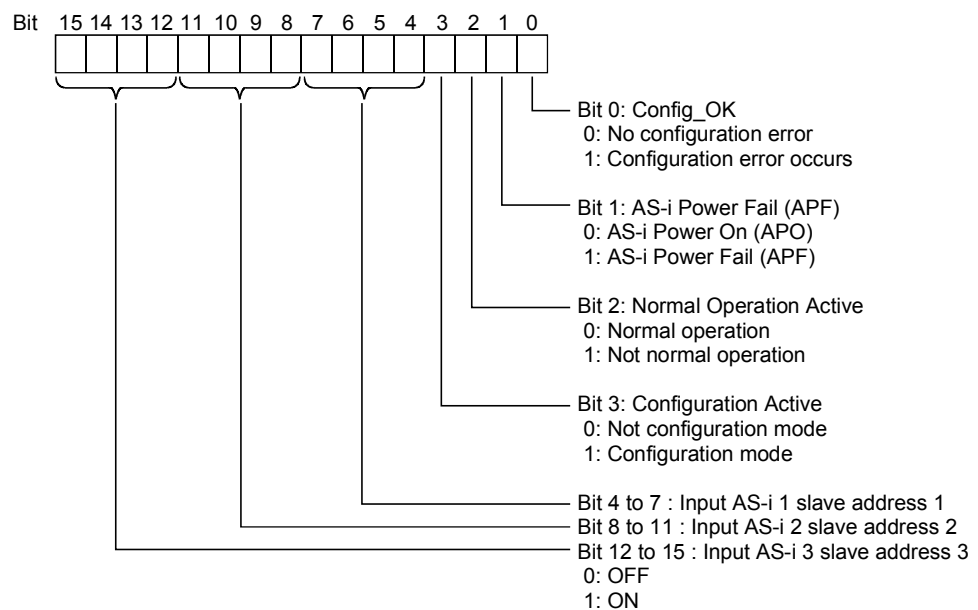 Bit 15 14 13 12 11 10 9 8 7 6 5 4 3 2 1 0
Bit 0: Config_OK
0: No configuration error
1: Configuration error occurs
Bit 1: AS-i Power Fail (APF)
0: AS-i Power On (APO)
1: AS-i Power Fail (APF)
Bit 2: Normal Operation Active
0: Normal operation
1: Not normal operation
Bit 3: Configuration Active
0: Not configuration mode
1: Configuration mode
Bit 4 to 7 : Input AS-i 1 slave address 1
Bit 8 to 11 : Input AS-i 2 slave address 2
Bit 12 to 15 : Input AS-i 3 slave address 3
0: OFF
1: ON